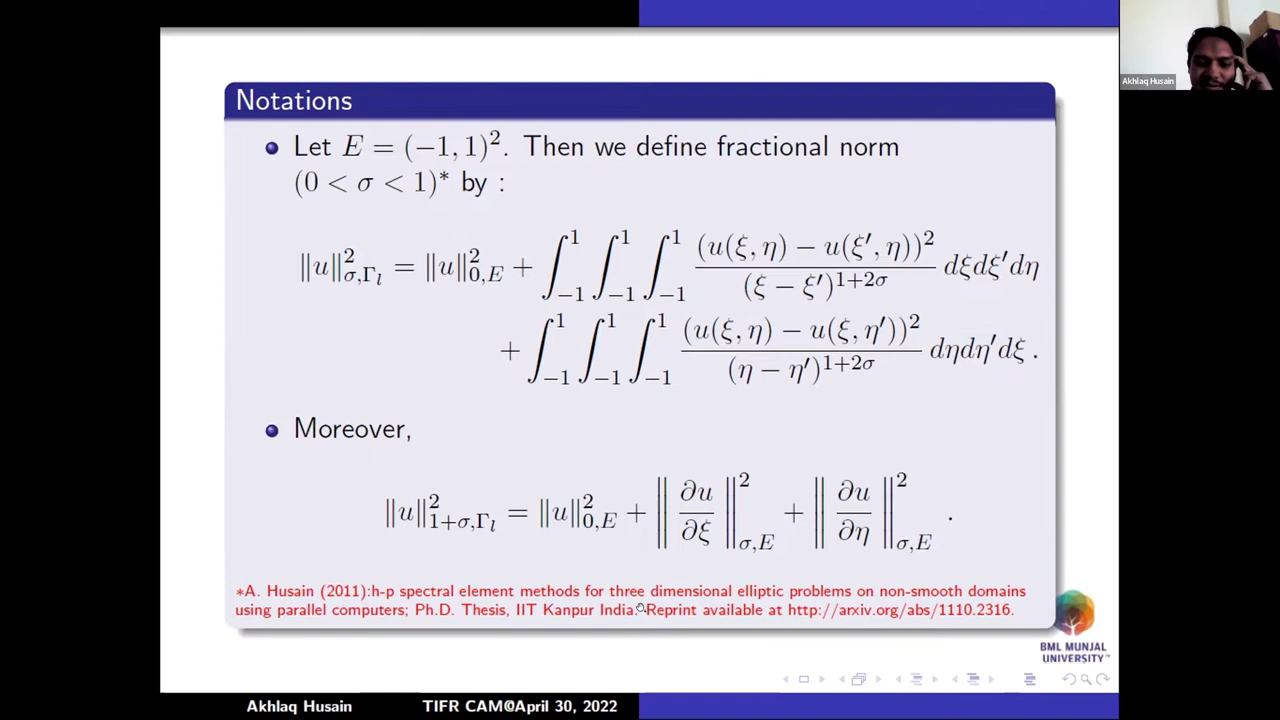 Akhlaq Husain
Notations
Let E = (−1, 1)². Then we define fractional norm
(0 < σ < 1)* by :
‖u‖²_{σ,Γ_l} = ‖u‖²_{0,E} + ∫_{−1}^{1} ∫_{−1}^{1} ∫_{−1}^{1} (u(ξ, η) − u(ξ′, η))² / (ξ − ξ′)^{1+2σ} dξdξ′dη
+ ∫_{−1}^{1} ∫_{−1}^{1} ∫_{−1}^{1} (u(ξ, η) − u(ξ, η′))² / (η − η′)^{1+2σ} dηdη′dξ .
Moreover,
‖u‖²_{1+σ,Γ_l} = ‖u‖²_{0,E} + ‖∂u/∂ξ‖²_{σ,E} + ‖∂u/∂η‖²_{σ,E} .
*A. Husain (2011):h-p spectral element methods for three dimensional elliptic problems on non-smooth domains
using parallel computers; Ph.D. Thesis, IIT Kanpur India. Reprint available at http://arxiv.org/abs/1110.2316.
BML MUNJAL
UNIVERSITY™
Akhlaq Husain TIFR CAM@April 30, 2022